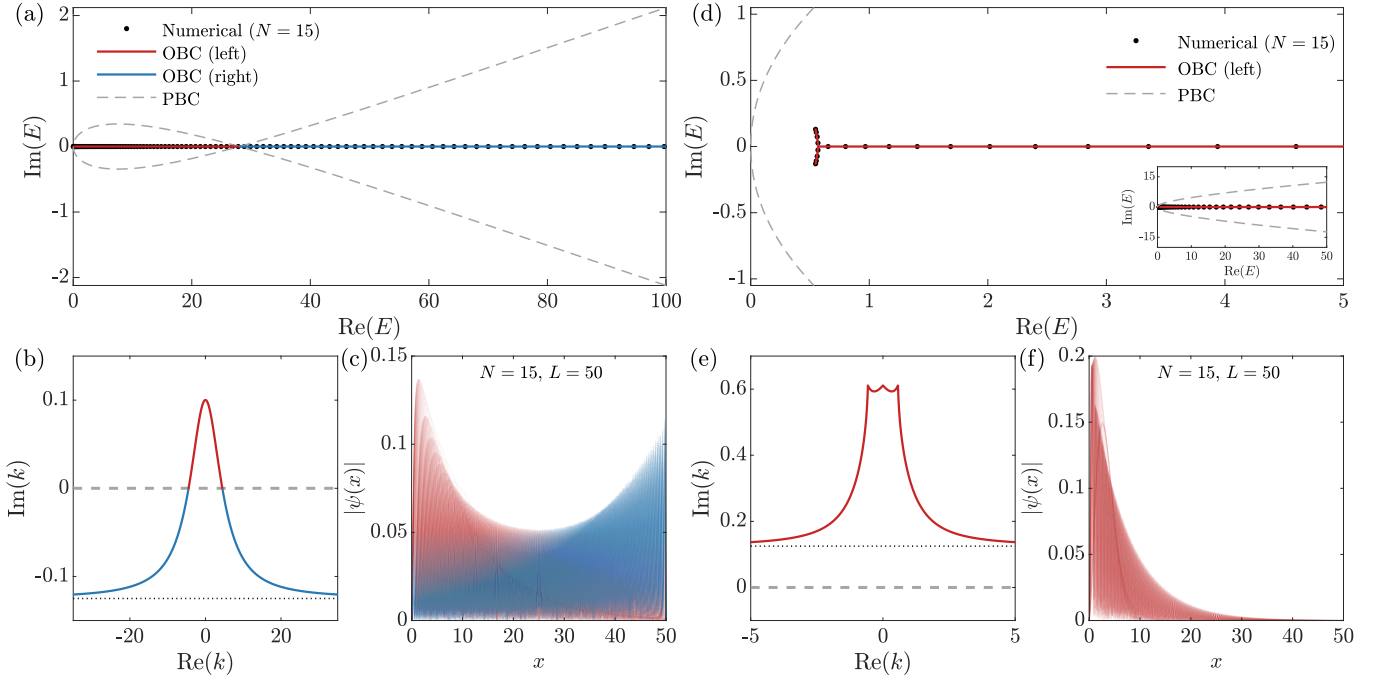 (a)
2
1
0
-1
-2
Im(E)
Numerical (N = 15)
OBC (left)
OBC (right)
PBC
0 20 40 60 80 100
Re(E)
(d)
1
0.5
0
-0.5
-1
Im(E)
Numerical (N = 15)
OBC (left)
PBC
15
0
-15
Im(E)
0 10 20 30 40 50
Re(E)
0 1 2 3 4 5
Re(E)
(b)
0.1
0
-0.1
Im(k)
-20 0 20
Re(k)
(c)
0.15
0.1
0.05
0
|ψ(x)|
N = 15, L = 50
0 10 20 30 40 50
x
(e)
0.6
0.4
0.2
0
Im(k)
-5 0 5
Re(k)
(f)
0.2
0.15
0.1
0.05
0
|ψ(x)|
N = 15, L = 50
0 10 20 30 40 50
x